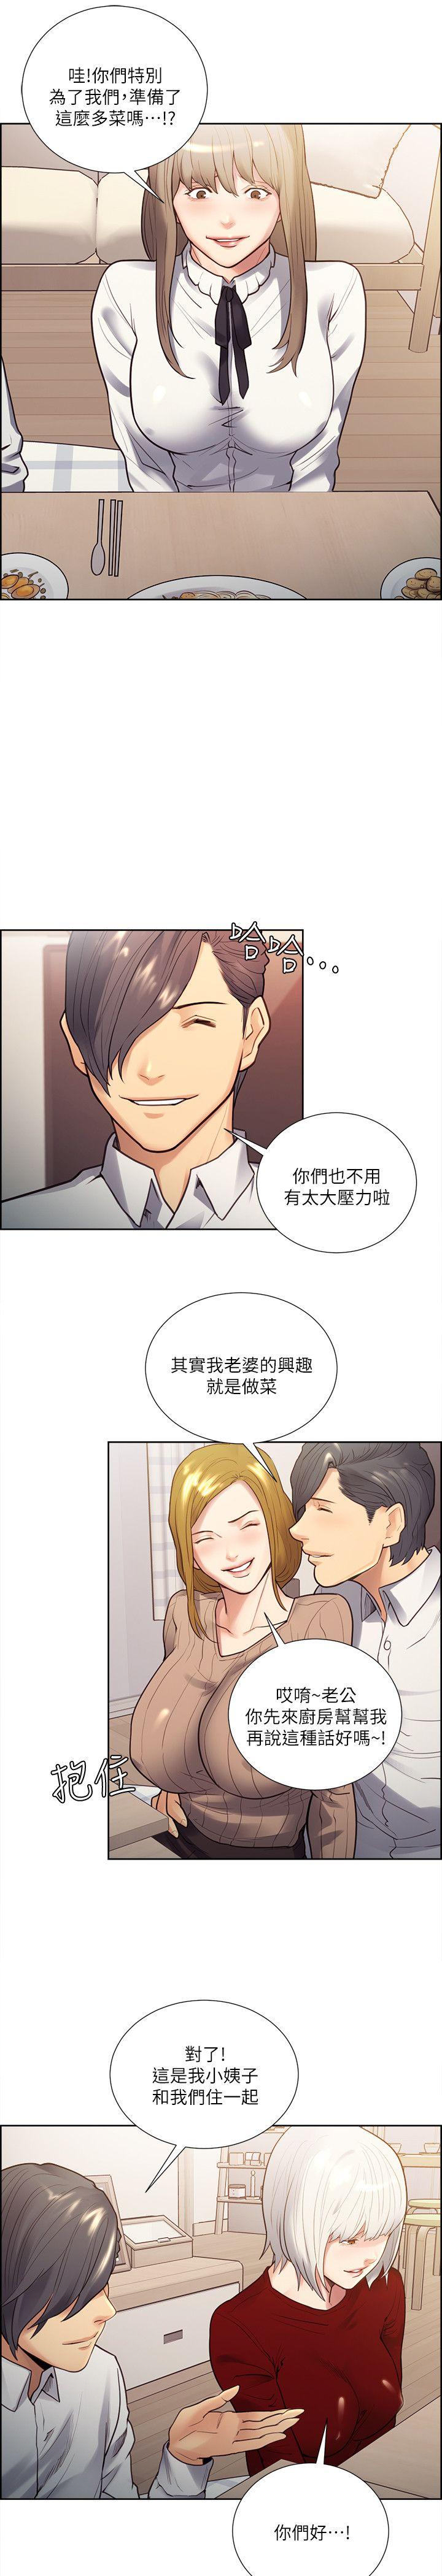 哇!你們特別
為了我們,準備了
這麼多菜嗎…!?
哈哈...
你們也不用
有太大壓力啦
其實我老婆的興趣
就是做菜
哎唷~老公
你先來廚房幫幫我
再說這種話好嗎~!
抱住
對了!
這是我小姨子
和我們住一起
你們好…!